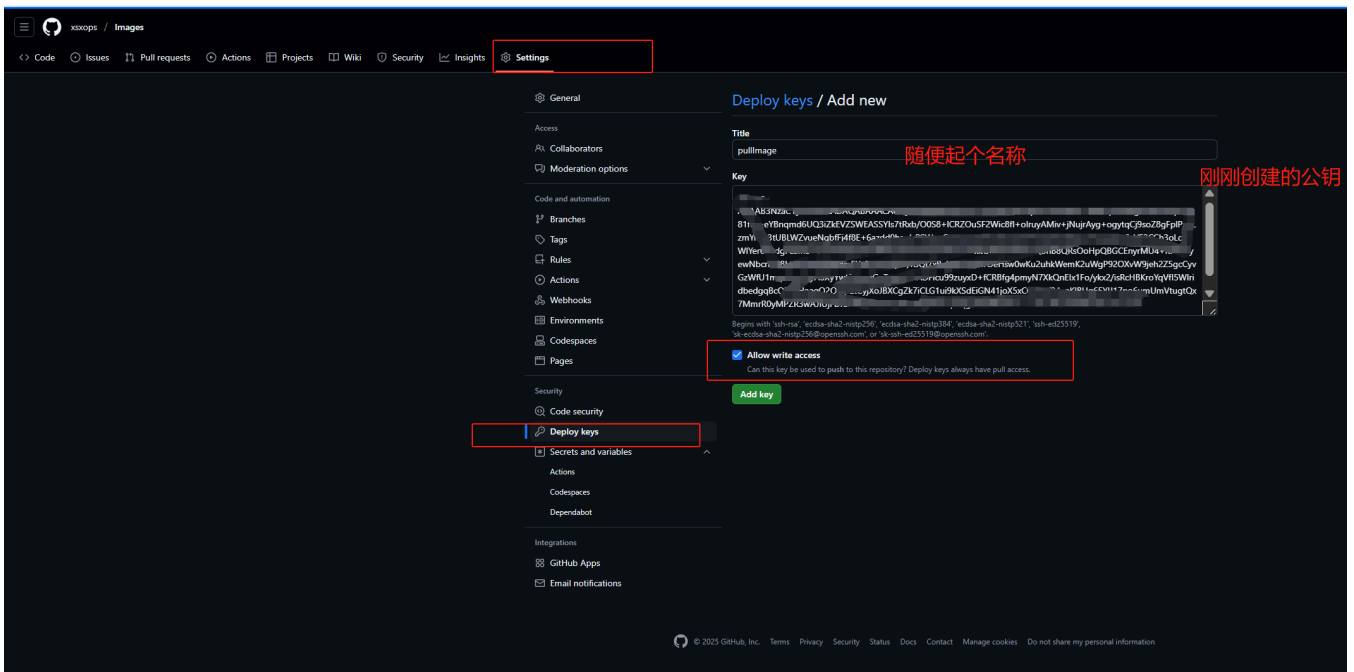 xsxops / Images
Code Issues Pull requests Actions Projects Wiki Security Insights Settings
General
Access
Collaborators
Moderation options
Code and automation
Branches
Tags
Rules
Actions
Webhooks
Environments
Codespaces
Pages
Security
Code security
Deploy keys
Secrets and variables
Actions
Codespaces
Dependabot
Integrations
GitHub Apps
Email notifications
Deploy keys / Add new
Title
pullImage
随便起个名称
Key
刚刚创建的公钥
Begins with 'ssh-rsa', 'ecdsa-sha2-nistp256', 'ecdsa-sha2-nistp384', 'ecdsa-sha2-nistp521', 'ssh-ed25519',
'sk-ecdsa-sha2-nistp256@openssh.com', or 'sk-ssh-ed25519@openssh.com'.
Allow write access
Can this key be used to push to this repository? Deploy keys always have pull access.
Add key
© 2025 GitHub, Inc. Terms Privacy Security Status Docs Contact Manage cookies Do not share my personal information